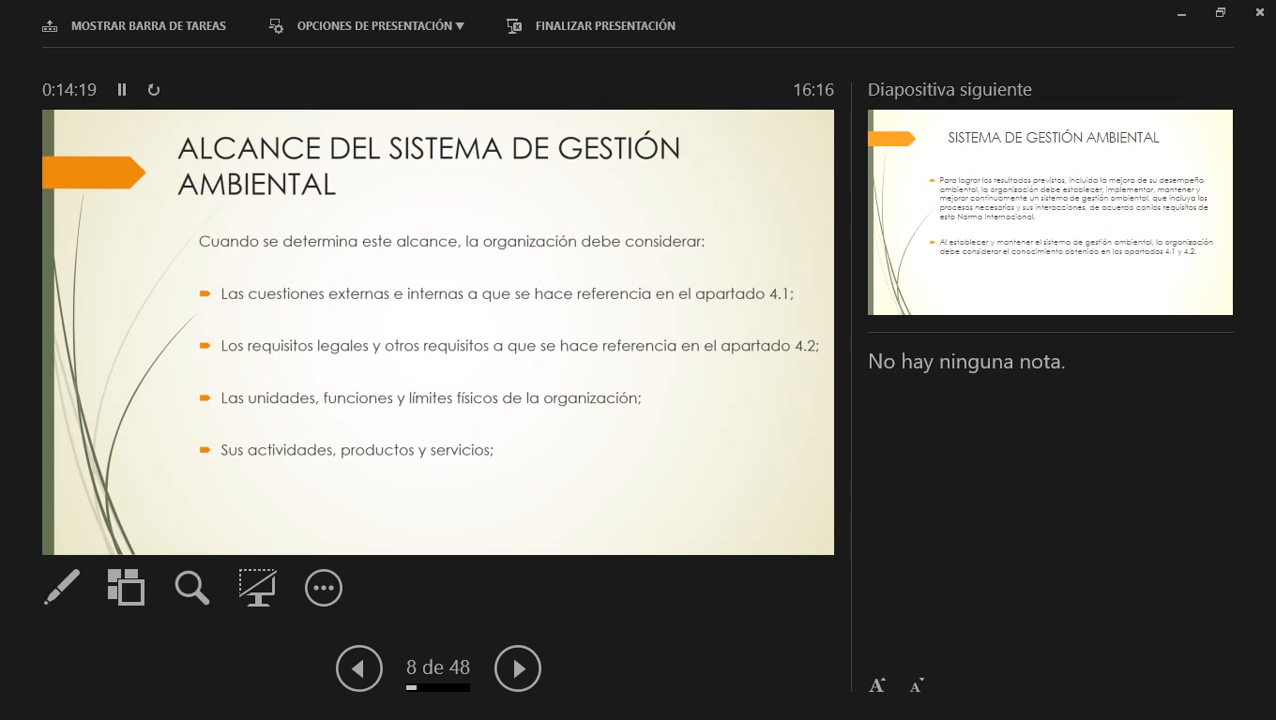 MOSTRAR BARRA DE TAREAS
OPCIONES DE PRESENTACIÓN ▼
FINALIZAR PRESENTACIÓN
0:14:19
16:16
ALCANCE DEL SISTEMA DE GESTIÓN
AMBIENTAL
Cuando se determina este alcance, la organización debe considerar:
Las cuestiones externas e internas a que se hace referencia en el apartado 4.1;
Los requisitos legales y otros requisitos a que se hace referencia en el apartado 4.2;
Las unidades, funciones y límites físicos de la organización;
Sus actividades, productos y servicios;
8 de 48
Diapositiva siguiente
SISTEMA DE GESTIÓN AMBIENTAL
Para lograr los resultados previstos, incluida la mejora de su desempeño
ambiental, la organización debe establecer, implementar, mantener y
mejorar continuamente un sistema de gestión ambiental, que incluya los
procesos necesarios y sus interacciones, de acuerdo con los requisitos de
esta Norma Internacional.
Al establecer y mantener el sistema de gestión ambiental, la organización
debe considerar el conocimiento obtenido en los apartados 4.1 y 4.2.
No hay ninguna nota.
A A